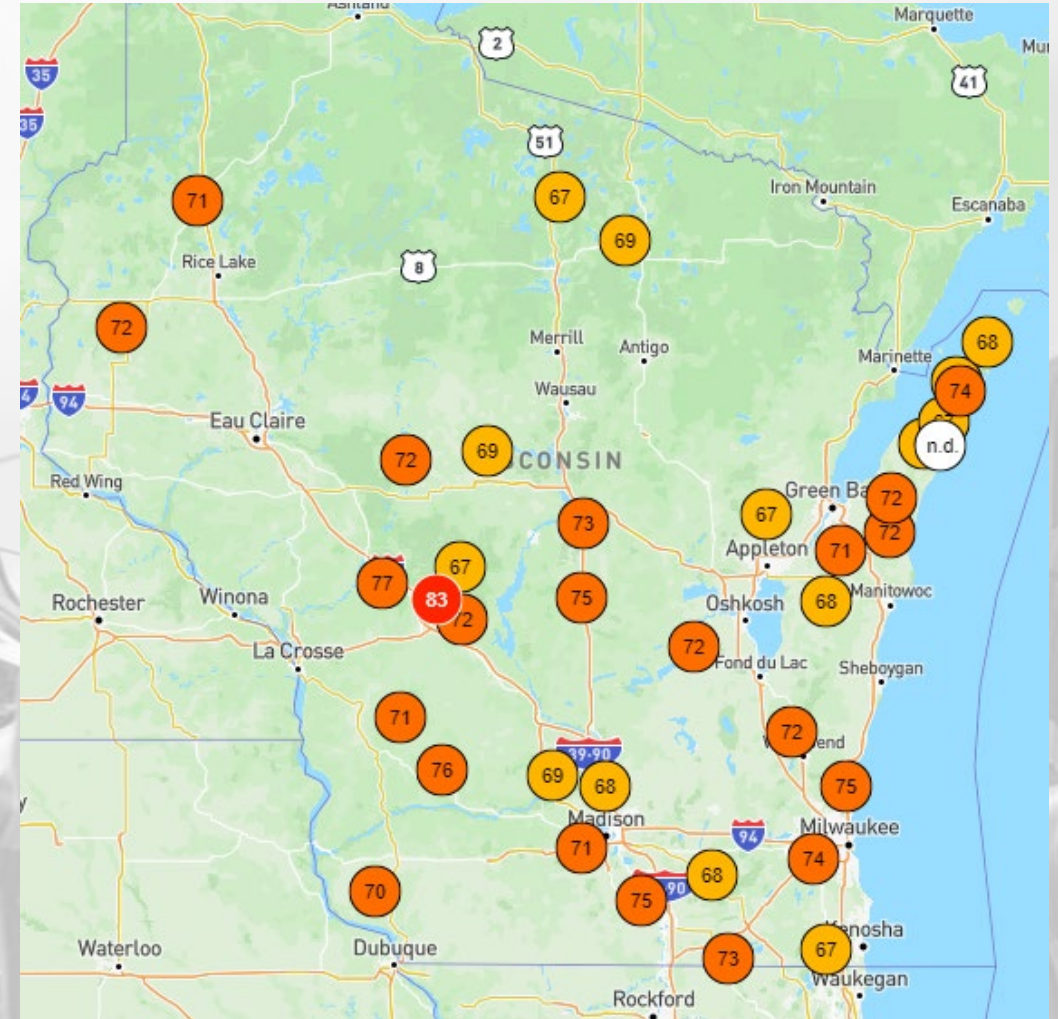 Ashland
Marquette
2
35
41
35
51
Iron Mountain
67
71
Escanaba
69
Rice Lake
8
72
Merrill
68
Antigo
Marinette
74
94
Wausau
Eau Claire
69
CONSIN
72
n.d.
Red Wing
Green Ba
72
67
73
72
Appleton
71
67
77
Winona
75
83
Manitowoc
Rochester
68
Oshkosh
72
72
La Crosse
Fond du Lac
Sheboygan
71
72
end
39-90
76
69
68
75
Madison
94
Milwaukee
71
74
68
90
70
75
enosha
Waterloo
Dubuque
67
73
Waukegan
Rockford